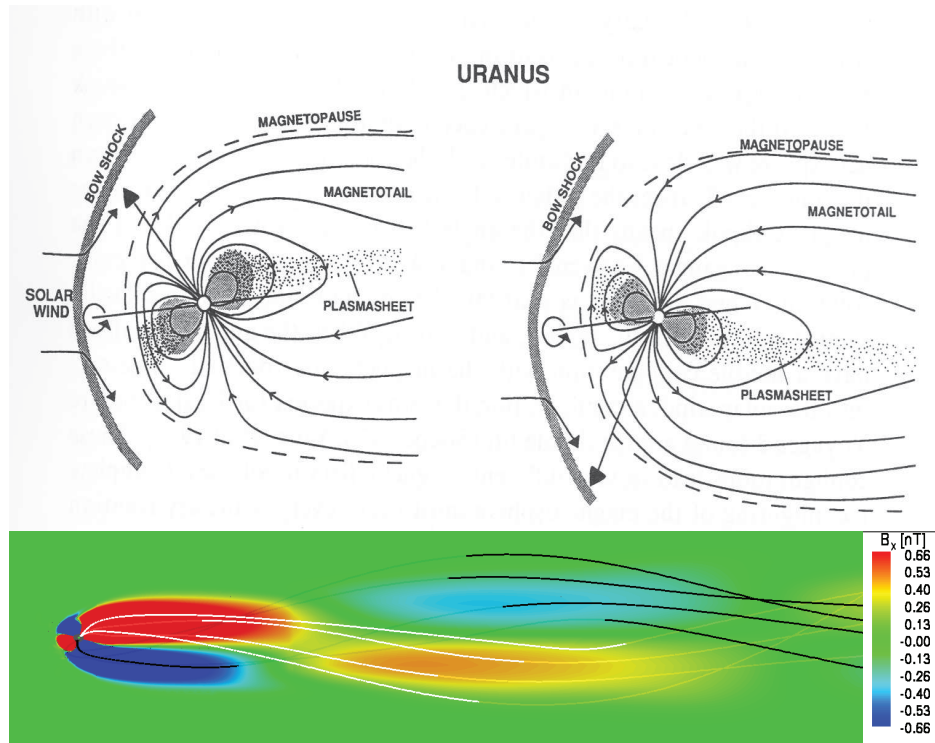 URANUS
BOW SHOCK
MAGNETOPAUSE
MAGNETOTAIL
SOLAR
WIND
PLASMASHEET
BOW SHOCK
MAGNETOPAUSE
MAGNETOTAIL
PLASMASHEET
Bx [nT]
0.66
0.53
0.40
0.26
0.13
-0.00
-0.13
-0.26
-0.40
-0.53
-0.66